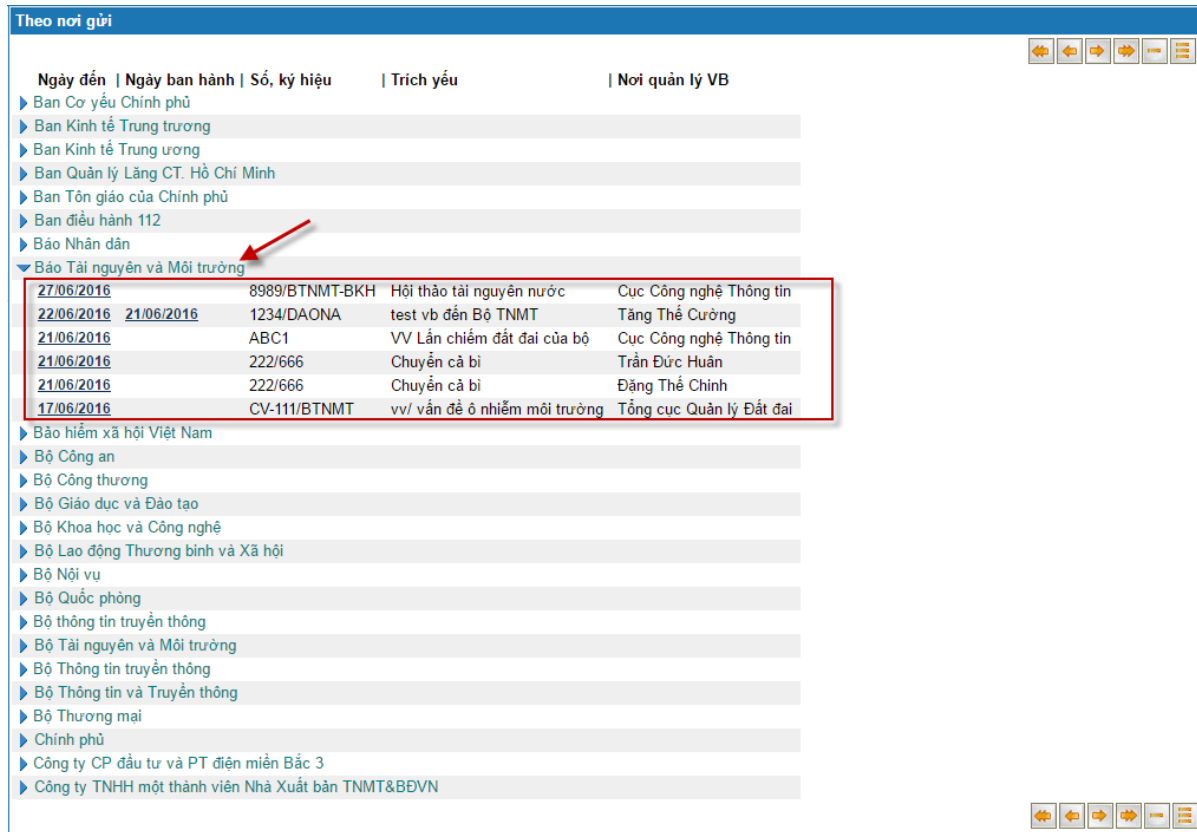 Theo nơi gửi
Ngày đến | Ngày ban hành | Số, ký hiệu | Trích yếu | Nơi quản lý VB
Ban Cơ yếu Chính phủ
Ban Kinh tế Trung trương
Ban Kinh tế Trung ương
Ban Quản lý Lăng CT. Hồ Chí Minh
Ban Tôn giáo của Chính phủ
Ban điều hành 112
Báo Nhân dân
Báo Tài nguyên và Môi trường
27/06/2016 8989/BTNMT-BKH Hội thảo tài nguyên nước Cục Công nghệ Thông tin
22/06/2016 21/06/2016 1234/DAONA test vb đến Bộ TNMT Tăng Thế Cường
21/06/2016 ABC1 VV Lấn chiếm đất đai của bộ Cục Công nghệ Thông tin
21/06/2016 222/666 Chuyển cả bì Trần Đức Huân
21/06/2016 222/666 Chuyển cả bì Đặng Thế Chinh
17/06/2016 CV-111/BTNMT vv/ vấn đề ô nhiễm môi trường Tổng cục Quản lý Đất đai
Bảo hiểm xã hội Việt Nam
Bộ Công an
Bộ Công thương
Bộ Giáo dục và Đào tạo
Bộ Khoa học và Công nghệ
Bộ Lao động Thương binh và Xã hội
Bộ Nội vụ
Bộ Quốc phòng
Bộ thông tin truyền thông
Bộ Tài nguyên và Môi trường
Bộ Thông tin truyền thông
Bộ Thông tin và Truyền thông
Bộ Thương mại
Chính phủ
Công ty CP đầu tư và PT điện miền Bắc 3
Công ty TNHH một thành viên Nhà Xuất bản TNMT&BĐVN